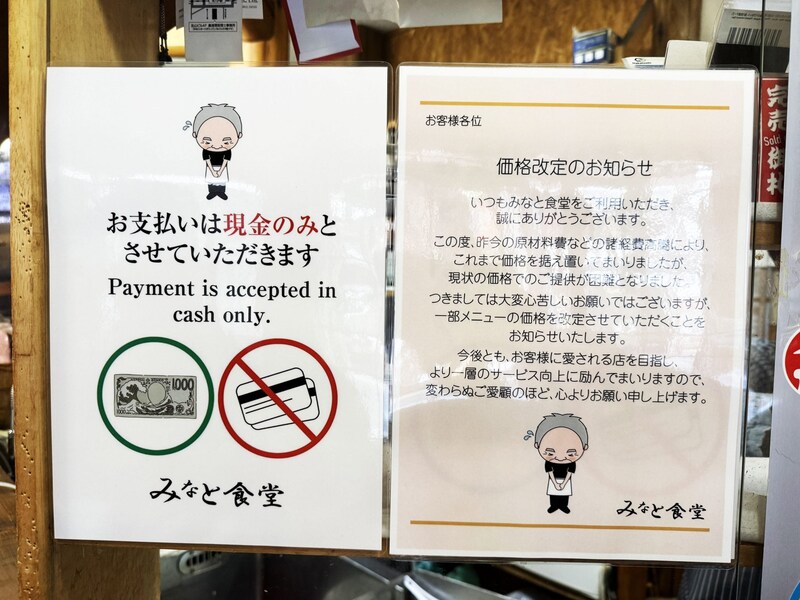 お支払いは現金のみと
させていただきます
Payment is accepted in
cash only.
1000
みなと食堂
お客様各位
価格改定のお知らせ
いつもみなと食堂をご利用いただき、
誠にありがとうございます。
この度、昨今の原材料費などの諸経費高騰により、
これまで価格を据え置いてまいりましたが、
現状の価格でのご提供が困難となりました。
つきましては大変心苦しいお願いではございますが、
一部メニューの価格を改定させていただくことを
お知らせいたします。
今後とも、お客様に愛される店を目指し、
より一層のサービス向上に励んでまいりますので、
変わらぬご愛顧のほど、心よりお願い申し上げます。
みなと食堂
完売御礼
Sold